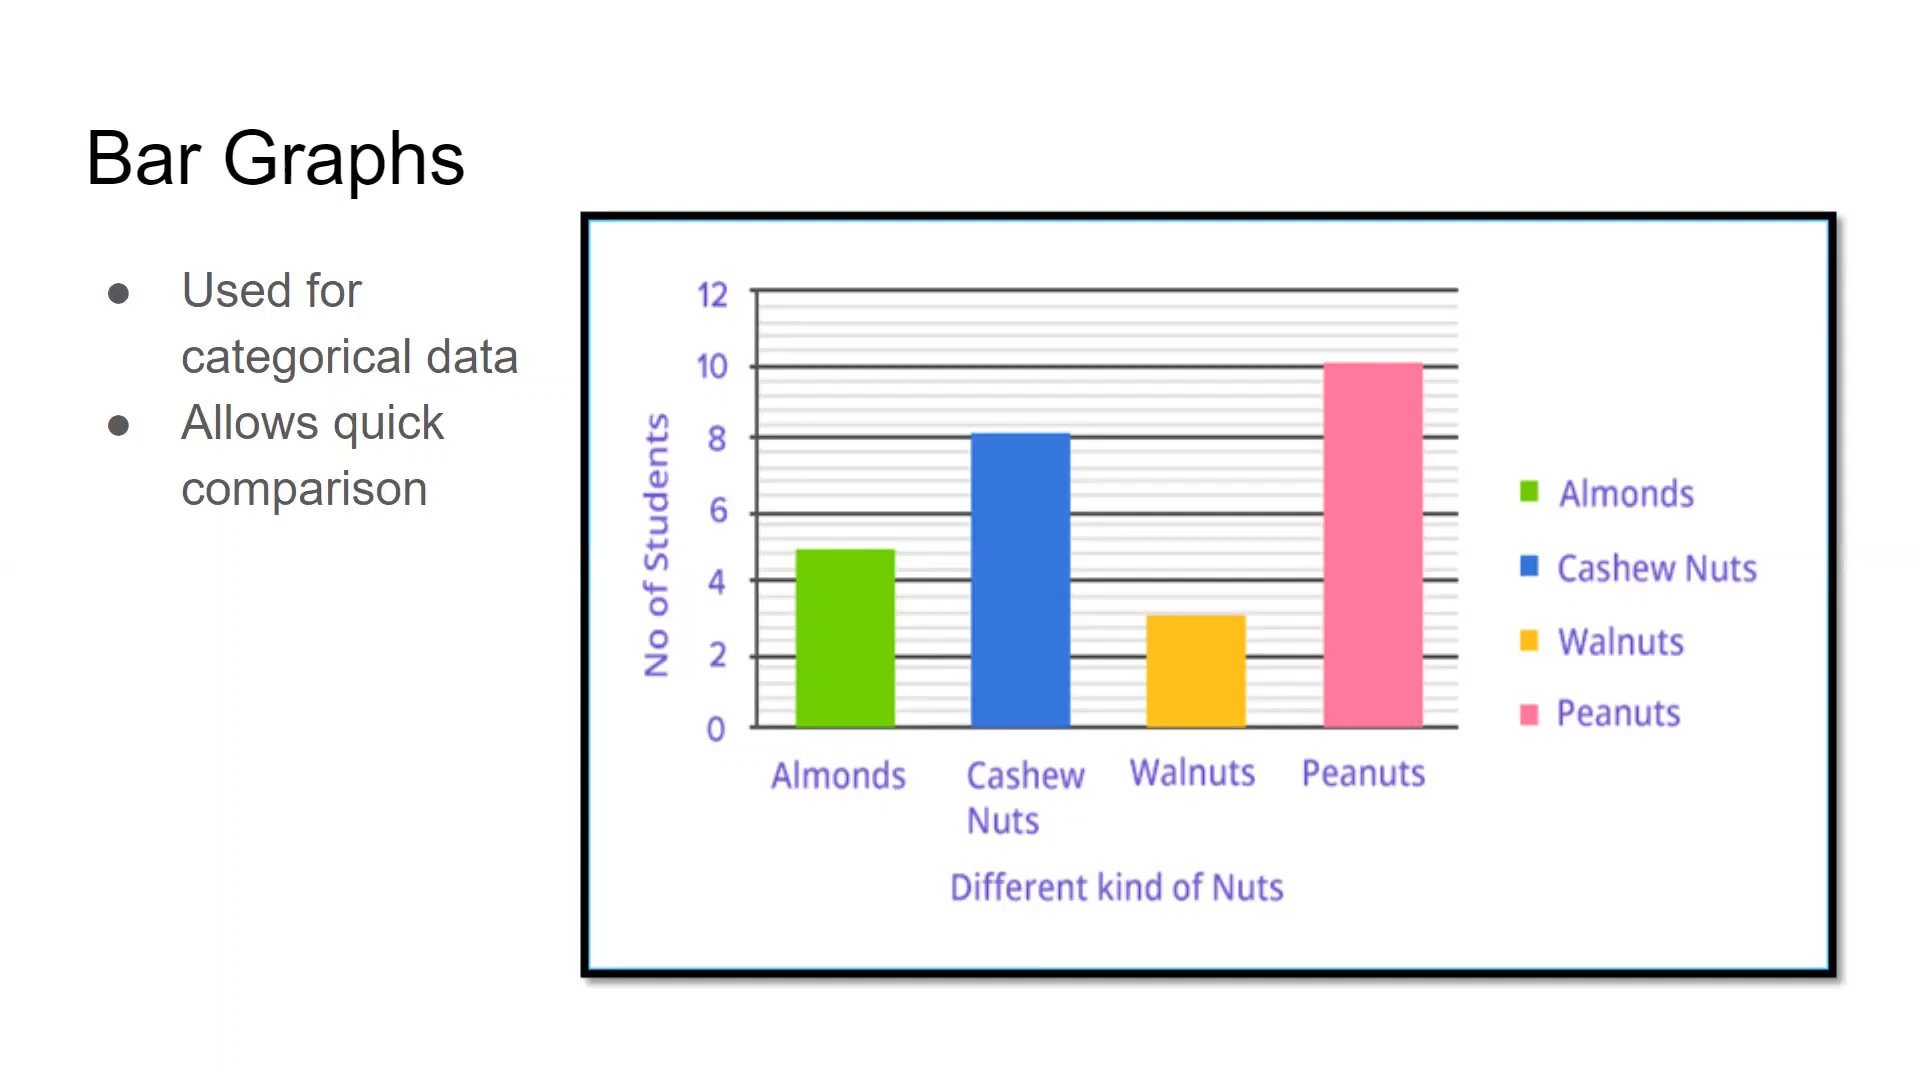 Bar Graphs
● Used for
categorical data
● Allows quick
comparison
No of Students
12
10
8
6
4
2
0
Almonds
Cashew
Nuts
Walnuts
Peanuts
Different kind of Nuts
Almonds
Cashew Nuts
Walnuts
Peanuts